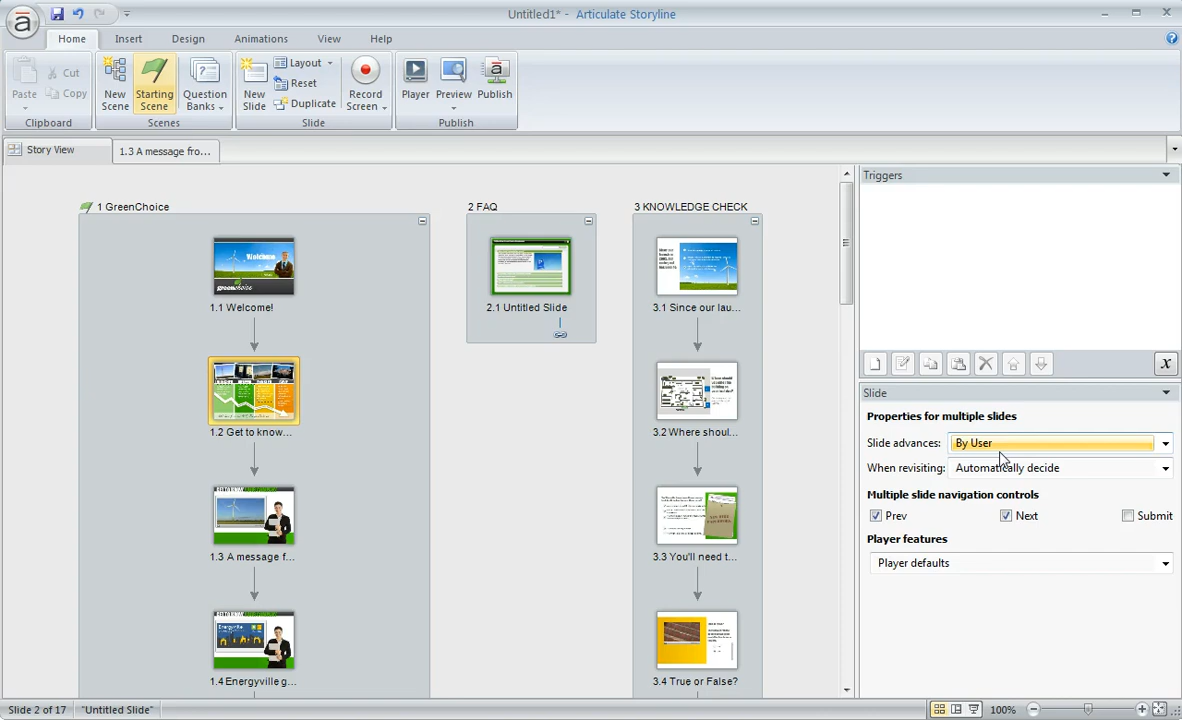 Untitled1* - Articulate Storyline
Home Insert Design Animations View Help
Paste
Cut
Copy
Clipboard
New Scene
Starting Scene
Question Banks
Scenes
New Slide
Layout
Reset
Duplicate
Record Screen
Slide
Player
Preview
Publish
Publish
Story View
1.3 A message fro...
1 GreenChoice
2 FAQ
3 KNOWLEDGE CHECK
Welcome
greenchoice
1.1 Welcome!
2.1 Untitled Slide
3.1 Since our lau...
1.2 Get to know...
3.2 Where shoul...
1.3 A message f...
3.3 You'll need t...
Energyville
1.4 Energyville g...
3.4 True or False?
Triggers
x
Slide
Properties for multiple slides
Slide advances: By User
When revisiting: Automatically decide
Multiple slide navigation controls
Prev Next Submit
Player features
Player defaults
Slide 2 of 17 "Untitled Slide" 100%